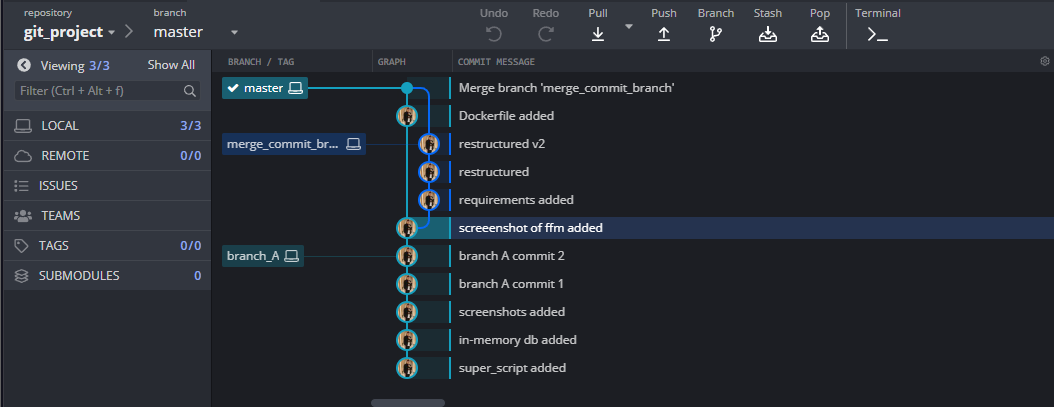 repository
branch
git_project
master
Undo
Redo
Pull
Push
Branch
Stash
Pop
Terminal
Viewing 3/3
Show All
Filter (Ctrl + Alt + f)
LOCAL 3/3
REMOTE 0/0
ISSUES
TEAMS
TAGS 0/0
SUBMODULES 0
BRANCH / TAG
GRAPH
COMMIT MESSAGE
master
Merge branch 'merge_commit_branch'
Dockerfile added
merge_commit_br...
restructured v2
restructured
requirements added
screeenshot of ffm added
branch_A
branch A commit 2
branch A commit 1
screenshots added
in-memory db added
super_script added